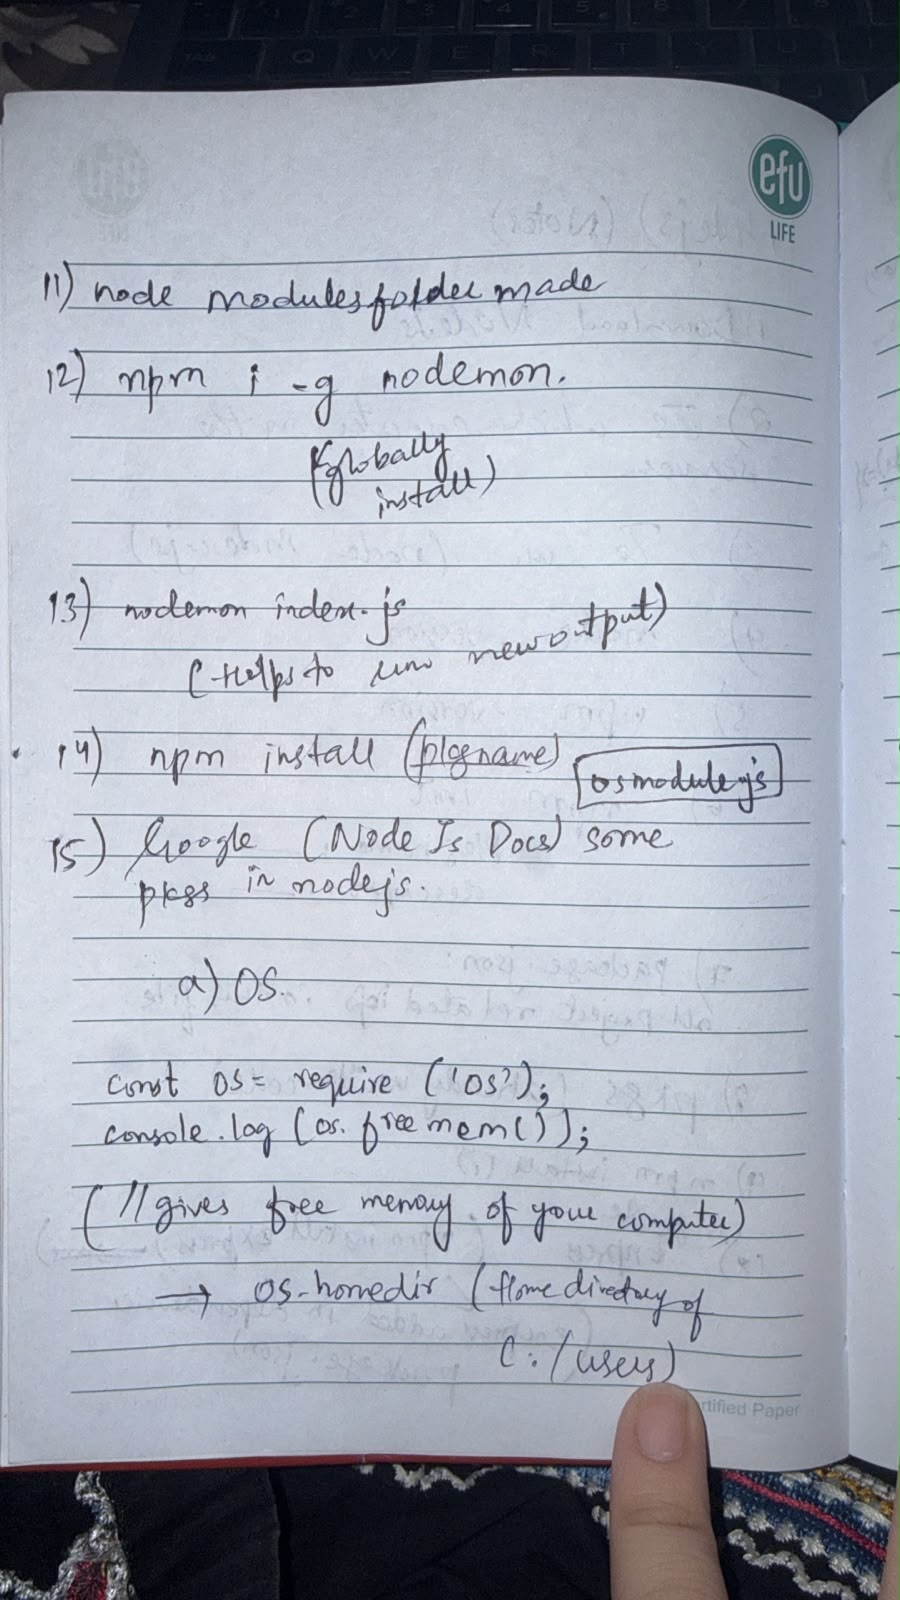 efu
LIFE
11) node modules folder made
12) npm i -g nodemon.
(globally
install)
13) nodemon index.js
(Helps to run new output)
14) npm install (pkgname)
osmodule.js
15) Google (Node Js Docs) some
pkgs in nodejs.
a) OS.
const os = require ('os');
console.log (os.freemem());
(//gives free memory of your computer)
→ os.homedir (Home directory of
C:/users)
rtified Paper